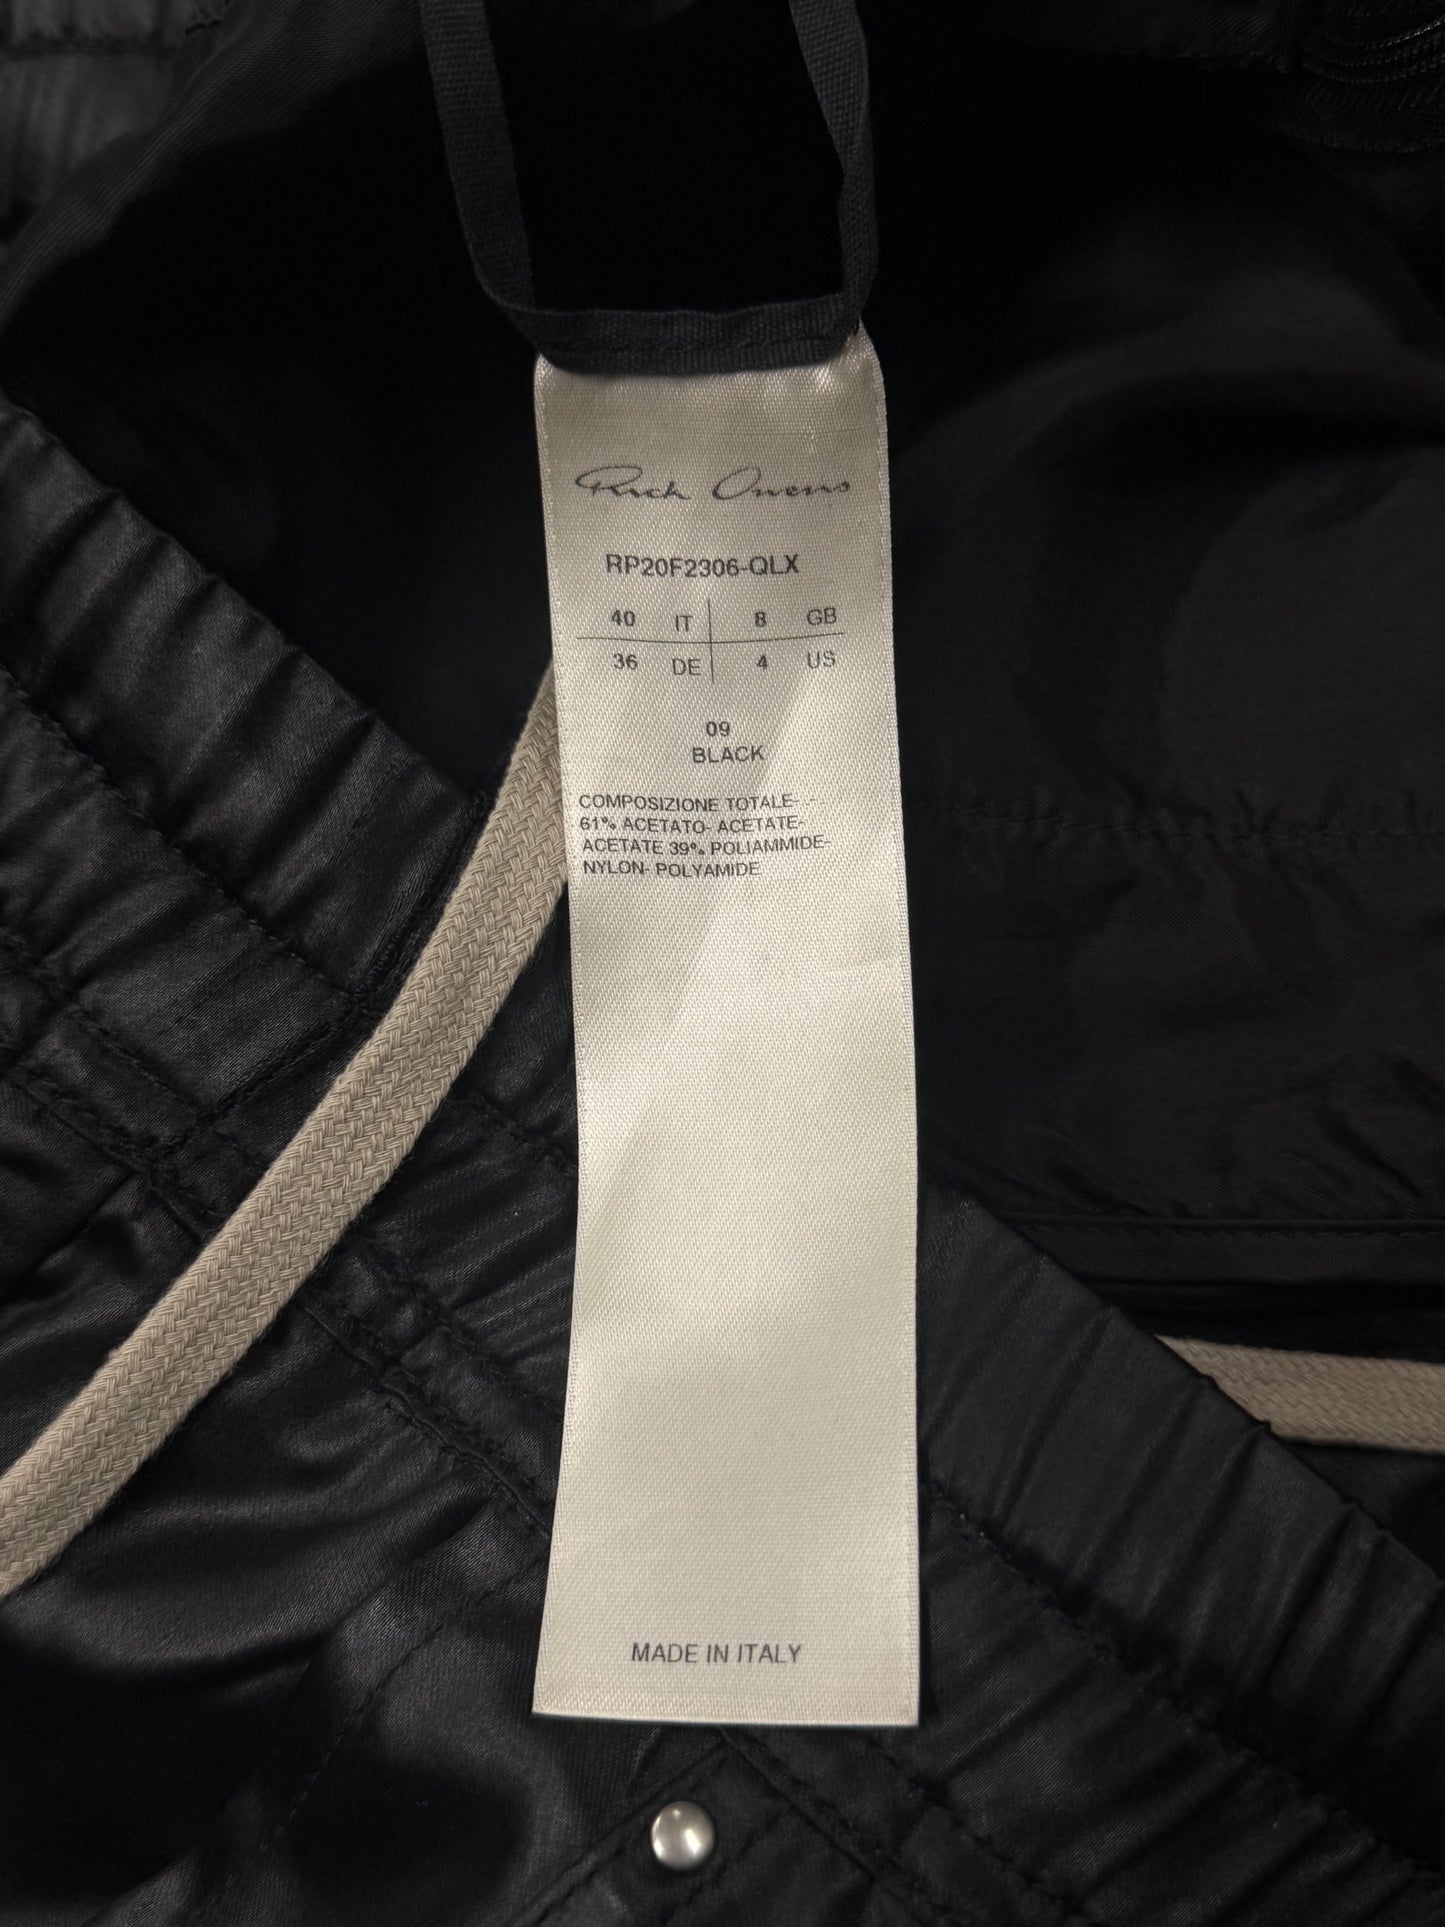 Rick Owens
RP20F2306-QLX
40 IT | 8 GB
36 DE | 4 US
09
BLACK
COMPOSIZIONE TOTALE- -
61% ACETATO- ACETATE-
ACETATE 39% POLIAMMIDE-
NYLON- POLYAMIDE
MADE IN ITALY